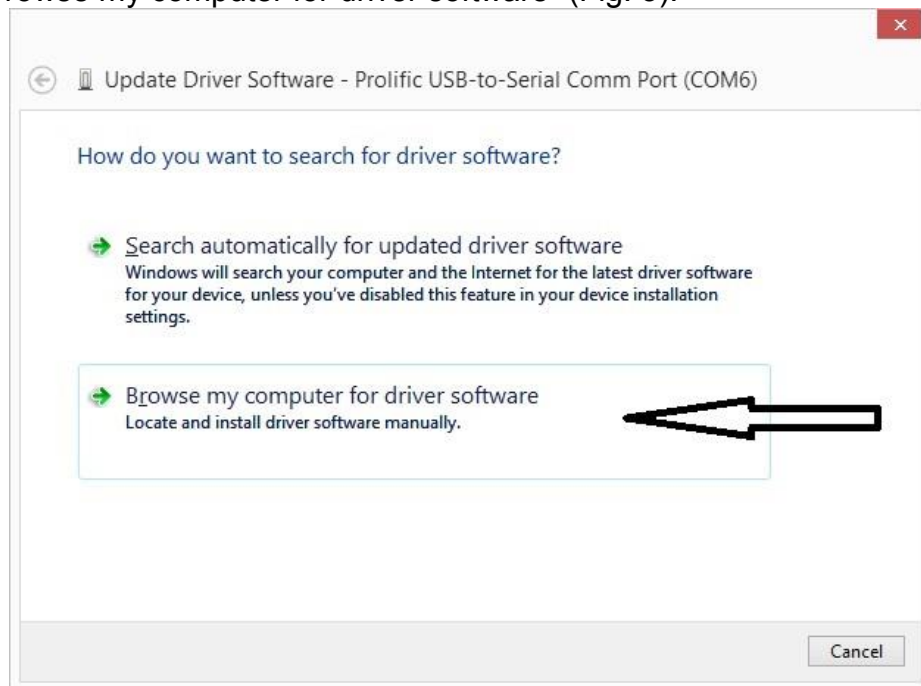 my computer for driver software" (Fig.
Update Driver Software - Prolific USB-to-Serial Comm Port (COM6)
How do you want to search for driver software?
Search automatically for updated driver software
Windows will search your computer and the Internet for the latest driver software
for your device, unless you've disabled this feature in your device installation
settings.
Browse my computer for driver software
Locate and install driver software manually.
Cancel